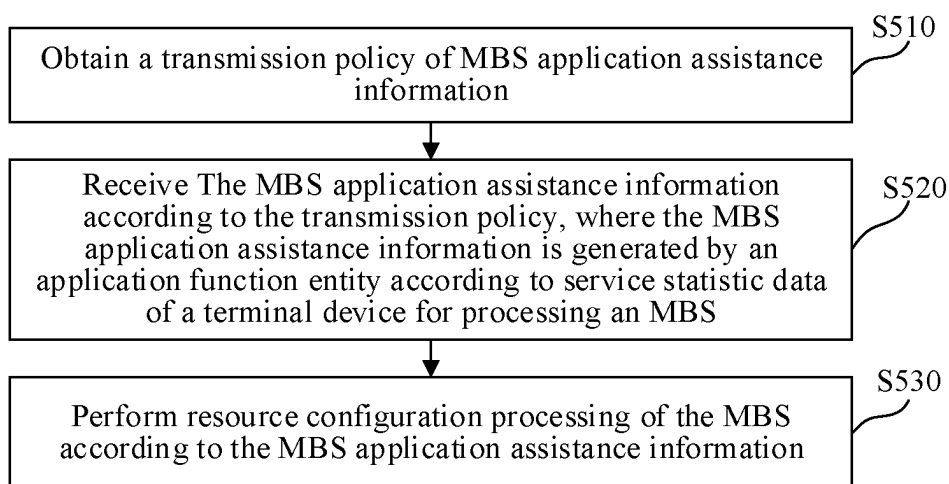 S510
Obtain a transmission policy of MBS application assistance
information
S520
Receive The MBS application assistance information
according to the transmission policy, where the MBS
application assistance information is generated by an
application function entity according to service statistic data
of a terminal device for processing an MBS
S530
Perform resource configuration processing of the MBS
according to the MBS application assistance information